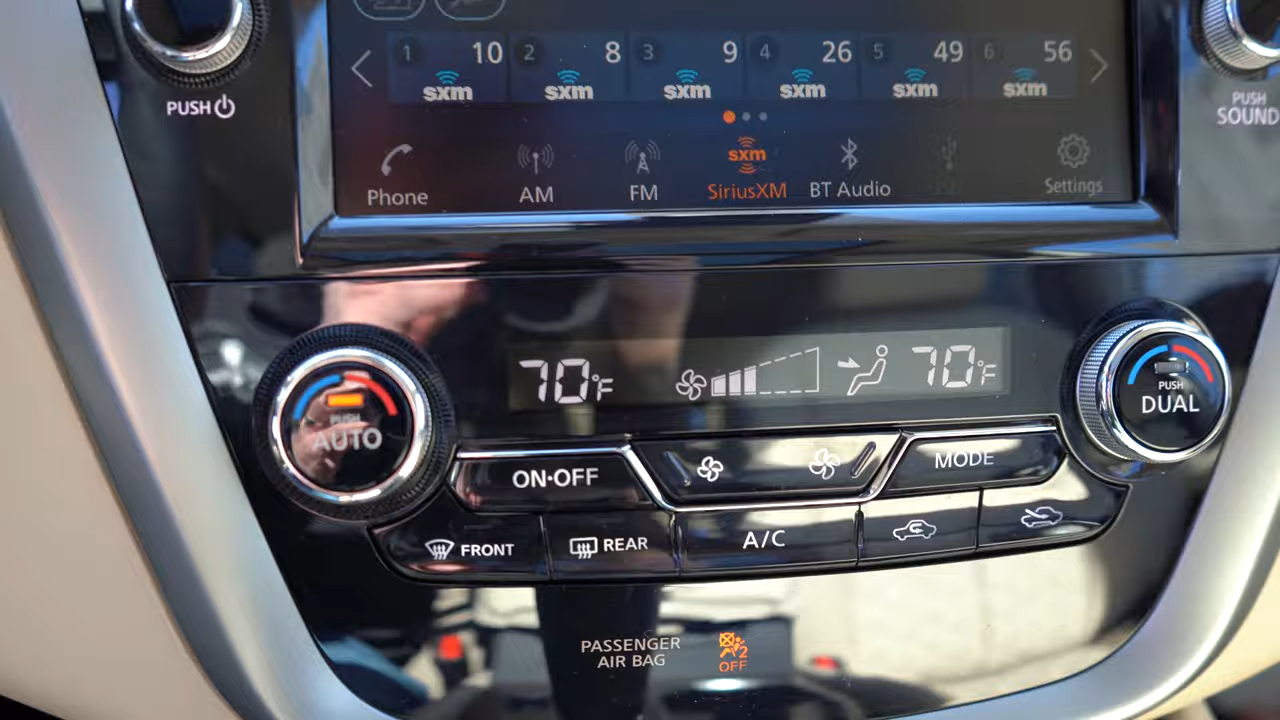 1 10 2 8 3 9 4 26 5 49 6 56
sxm sxm sxm sxm sxm sxm
PUSH
PUSH
SOUND
Phone AM FM SiriusXM BT Audio Settings
sxm
70°F 70°F
PUSH
AUTO
PUSH
DUAL
ON•OFF MODE
FRONT REAR A/C
PASSENGER
AIR BAG
2
OFF